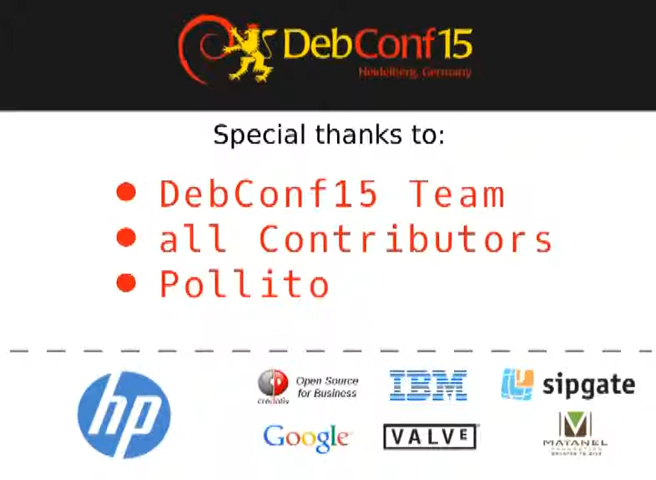 DebConf15
Heidelberg, Germany
Special thanks to:
DebConf15 Team
all Contributors
Pollito
hp
credativ
Open Source
for Business
IBM
sipgate
Google
VALVE
MATANEL